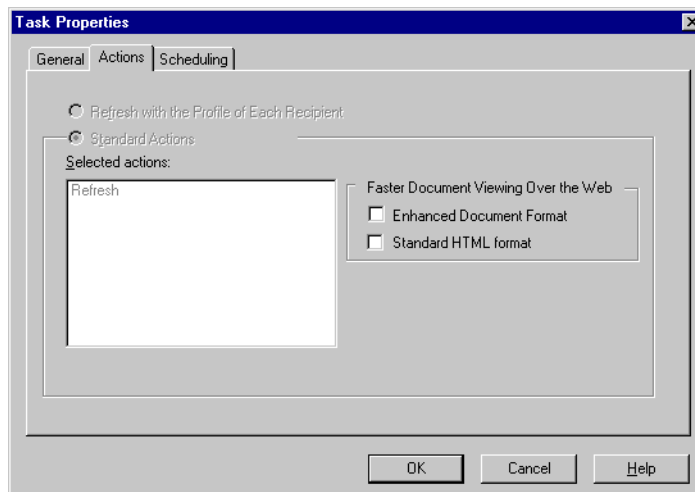 Task Properties
General Actions Scheduling
Refresh with the Profile of Each Recipient
Standard Actions
Selected actions:
Refresh
Faster Document Viewing Over the Web
Enhanced Document Format
Standard HTML format
OK Cancel Help